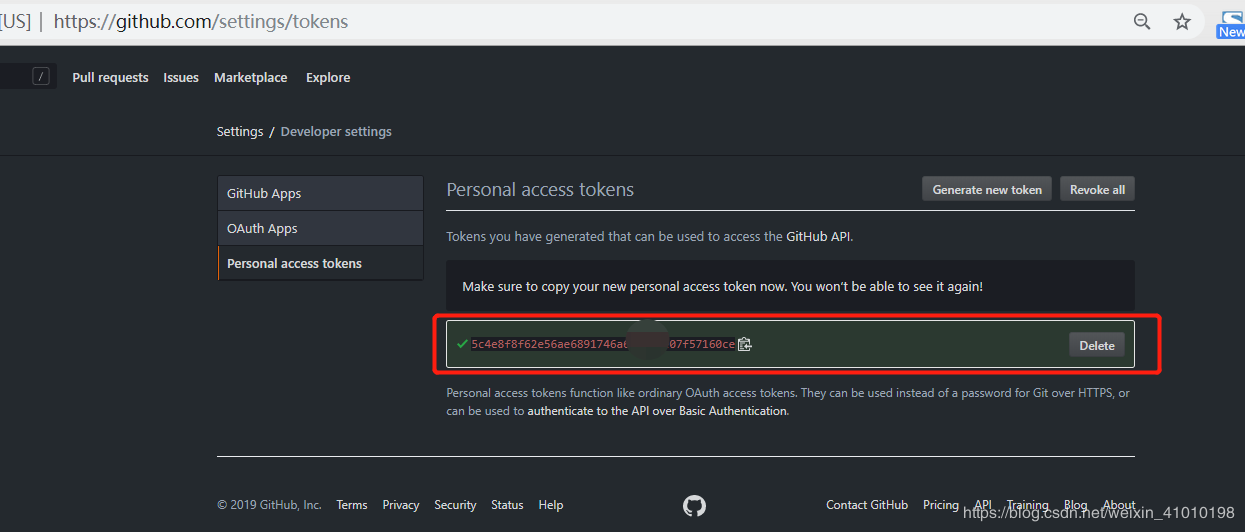 [US] | https://github.com/settings/tokens
New
/ Pull requests Issues Marketplace Explore
Settings / Developer settings
GitHub Apps
OAuth Apps
Personal access tokens
Personal access tokens
Generate new token
Revoke all
Tokens you have generated that can be used to access the GitHub API.
Make sure to copy your new personal access token now. You won't be able to see it again!
Delete
Personal access tokens function like ordinary OAuth access tokens. They can be used instead of a password for Git over HTTPS, or
can be used to authenticate to the API over Basic Authentication.
© 2019 GitHub, Inc. Terms Privacy Security Status Help
Contact GitHub Pricing API Training Blog About
https://blog.csdn.net/weixin_41010198